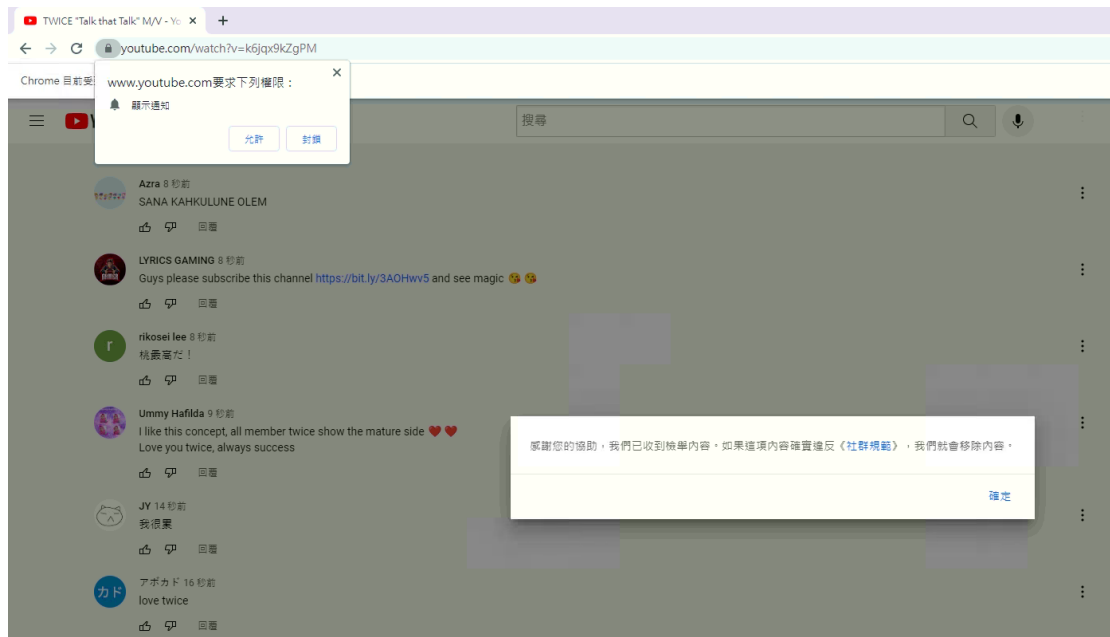 TWICE "Talk that Talk" M/V - Yo
youtube.com/watch?v=k6jqx9kZgPM
Chrome 目前受
www.youtube.com要求下列權限：
顯示通知
允許 封鎖
搜尋
Azra 8 秒前
SANA KAHKULUNE OLEM
回覆
LYRICS GAMING 8 秒前
Guys please subscribe this channel https://bit.ly/3AOHwv5 and see magic 😘 😘
回覆
r
rikosei lee 8 秒前
桃最高だ！
回覆
Ummy Hafilda 9 秒前
I like this concept, all member twice show the mature side ❤️ ❤️
Love you twice, always success
回覆
感謝您的協助，我們已收到檢舉內容。如果這項內容確實違反《社群規範》，我們就會移除內容。
確定
JY 14 秒前
我很累
回覆
カド
アボカド 16 秒前
love twice
回覆